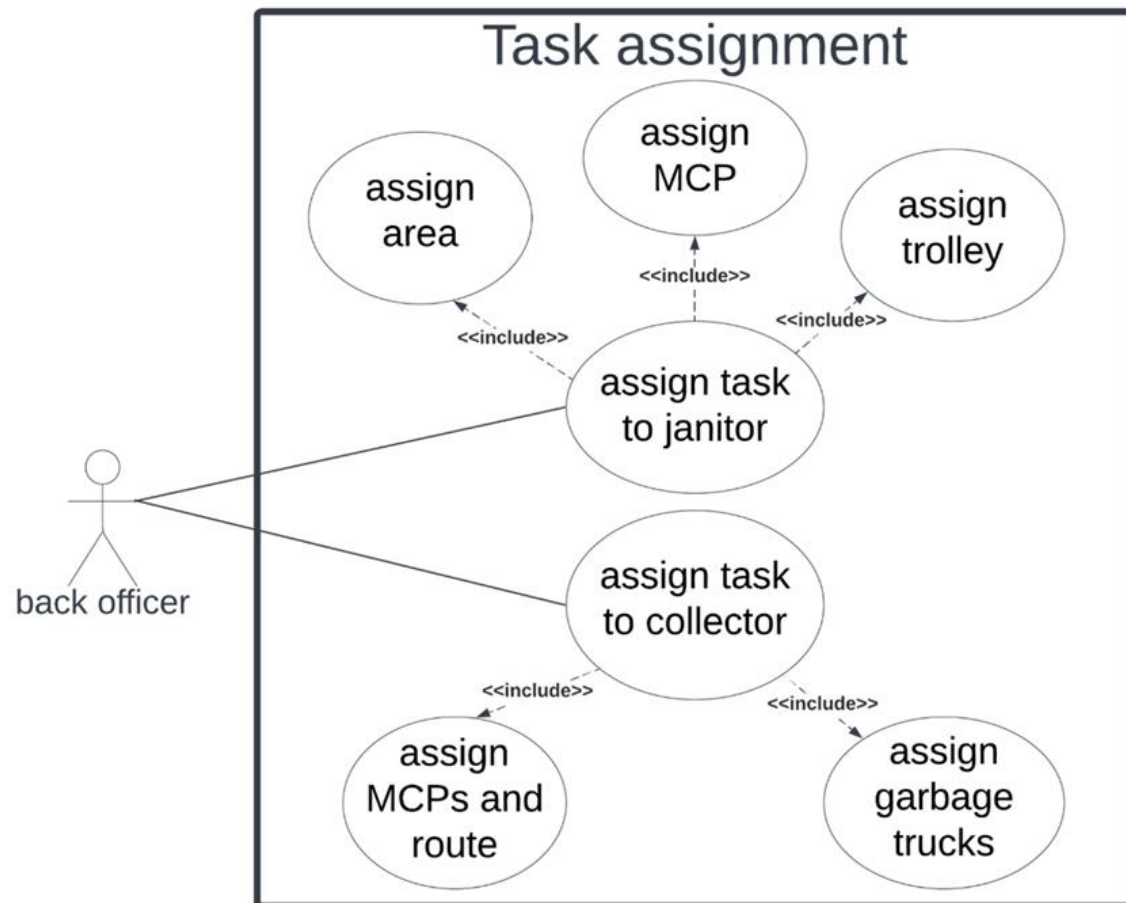 Task assignment
assign
MCP
assign
area
assign
trolley
<<include>>
<<include>>
<<include>>
assign task
to janitor
back officer
assign task
to collector
<<include>>
<<include>>
assign
MCPs and
route
assign
garbage
trucks